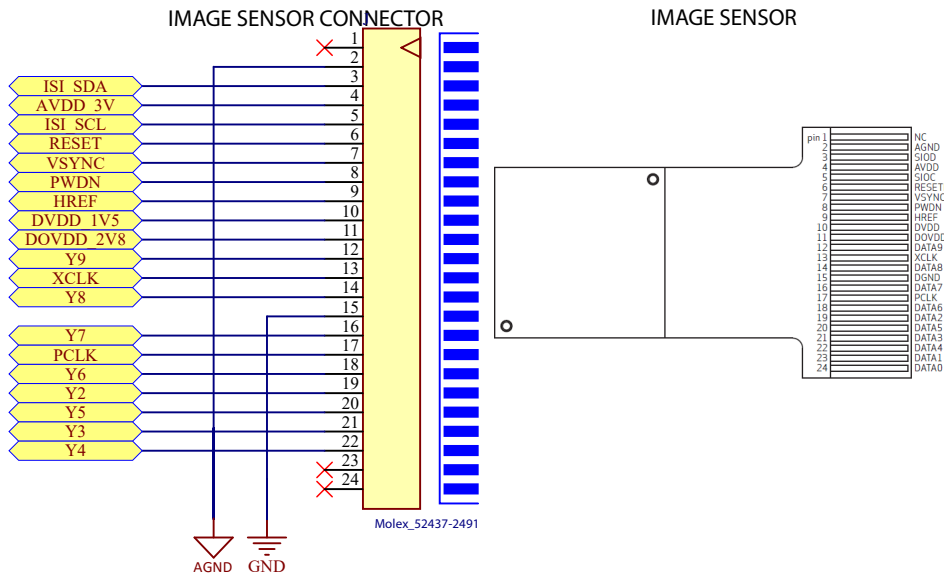 IMAGE SENSOR CONNECTOR
1
2
ISI_SDA 3
AVDD_3V 4
ISI_SCL 5
RESET 6
VSYNC 7
PWDN 8
HREF 9
DVDD_1V5 10
DOVDD_2V8 11
Y9 12
XCLK 13
Y8 14
15
Y7 16
PCLK 17
Y6 18
Y2 19
Y5 20
Y3 21
Y4 22
23
24
Molex_52437-2491
AGND GND
IMAGE SENSOR
pin 1 NC
2 AGND
3 SIOD
4 AVDD
5 SIOC
6 RESET
7 VSYNC
8 PWDN
9 HREF
10 DVDD
11 DOVDD
12 DATA9
13 XCLK
14 DATA8
15 DGND
16 DATA7
17 PCLK
18 DATA6
19 DATA2
20 DATA5
21 DATA3
22 DATA4
23 DATA1
24 DATA0